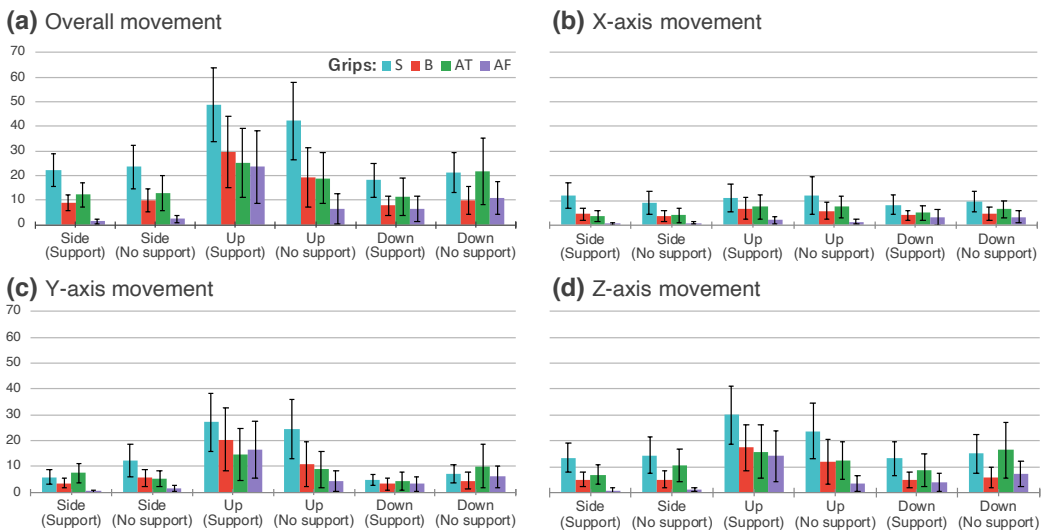 (a) Overall movement
70
60
50
40
30
20
10
0
Grips: S B AT AF
Side Side Up Up Down Down
(Support) (No support) (Support) (No support) (Support) (No support)
(b) X-axis movement
Side Side Up Up Down Down
(Support) (No support) (Support) (No support) (Support) (No support)
(c) Y-axis movement
70
60
50
40
30
20
10
0
Side Side Up Up Down Down
(Support) (No support) (Support) (No support) (Support) (No support)
(d) Z-axis movement
Side Side Up Up Down Down
(Support) (No support) (Support) (No support) (Support) (No support)